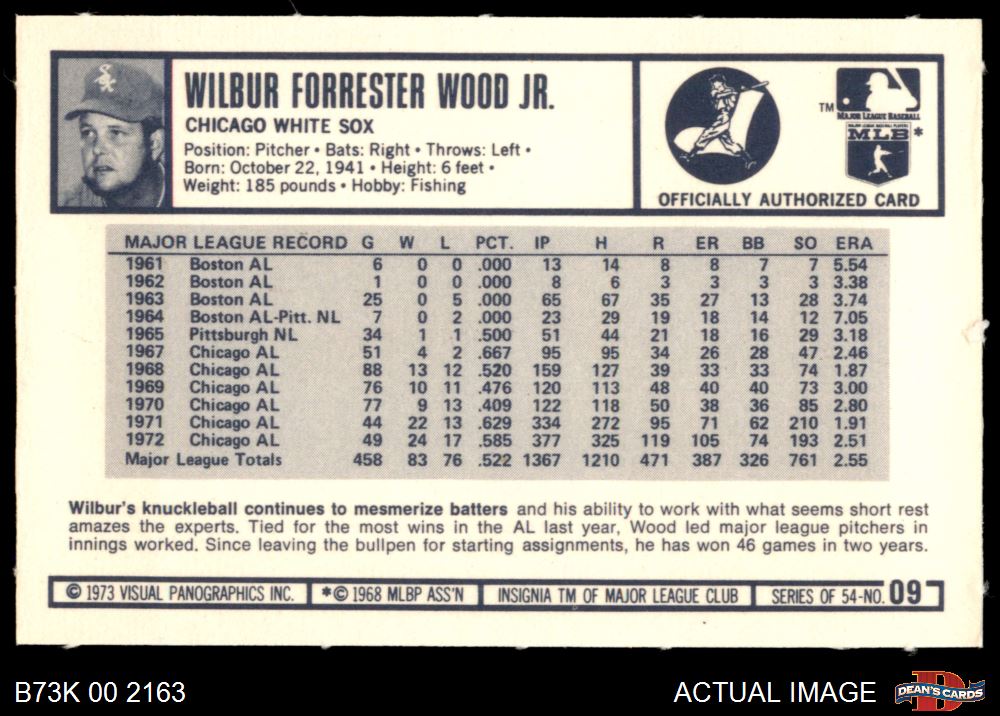 WILBUR FORRESTER WOOD JR.
CHICAGO WHITE SOX
Position: Pitcher • Bats: Right • Throws: Left •
Born: October 22, 1941 • Height: 6 feet •
Weight: 185 pounds • Hobby: Fishing
TM
MAJOR LEAGUE BASEBALL
MAJOR LEAGUE BASEBALL PLAYERS
MLB *
OFFICIALLY AUTHORIZED CARD
MAJOR LEAGUE RECORD G W L PCT. IP H R ER BB SO ERA
1961 Boston AL 6 0 0 .000 13 14 8 8 7 7 5.54
1962 Boston AL 1 0 0 .000 8 6 3 3 3 3 3.38
1963 Boston AL 25 0 5 .000 65 67 35 27 13 28 3.74
1964 Boston AL-Pitt. NL 7 0 2 .000 23 29 19 18 14 12 7.05
1965 Pittsburgh NL 34 1 1 .500 51 44 21 18 16 29 3.18
1967 Chicago AL 51 4 2 .667 95 95 34 26 28 47 2.46
1968 Chicago AL 88 13 12 .520 159 127 39 33 33 74 1.87
1969 Chicago AL 76 10 11 .476 120 113 48 40 40 73 3.00
1970 Chicago AL 77 9 13 .409 122 118 50 38 36 85 2.80
1971 Chicago AL 44 22 13 .629 334 272 95 71 62 210 1.91
1972 Chicago AL 49 24 17 .585 377 325 119 105 74 193 2.51
Major League Totals 458 83 76 .522 1367 1210 471 387 326 761 2.55
Wilbur's knuckleball continues to mesmerize batters and his ability to work with what seems short rest
amazes the experts. Tied for the most wins in the AL last year, Wood led major league pitchers in
innings worked. Since leaving the bullpen for starting assignments, he has won 46 games in two years.
© 1973 VISUAL PANOGRAPHICS INC. *© 1968 MLBP ASS'N INSIGNIA TM OF MAJOR LEAGUE CLUB SERIES OF 54-NO. 09
B73K 00 2163 ACTUAL IMAGE DEAN'S CARDS